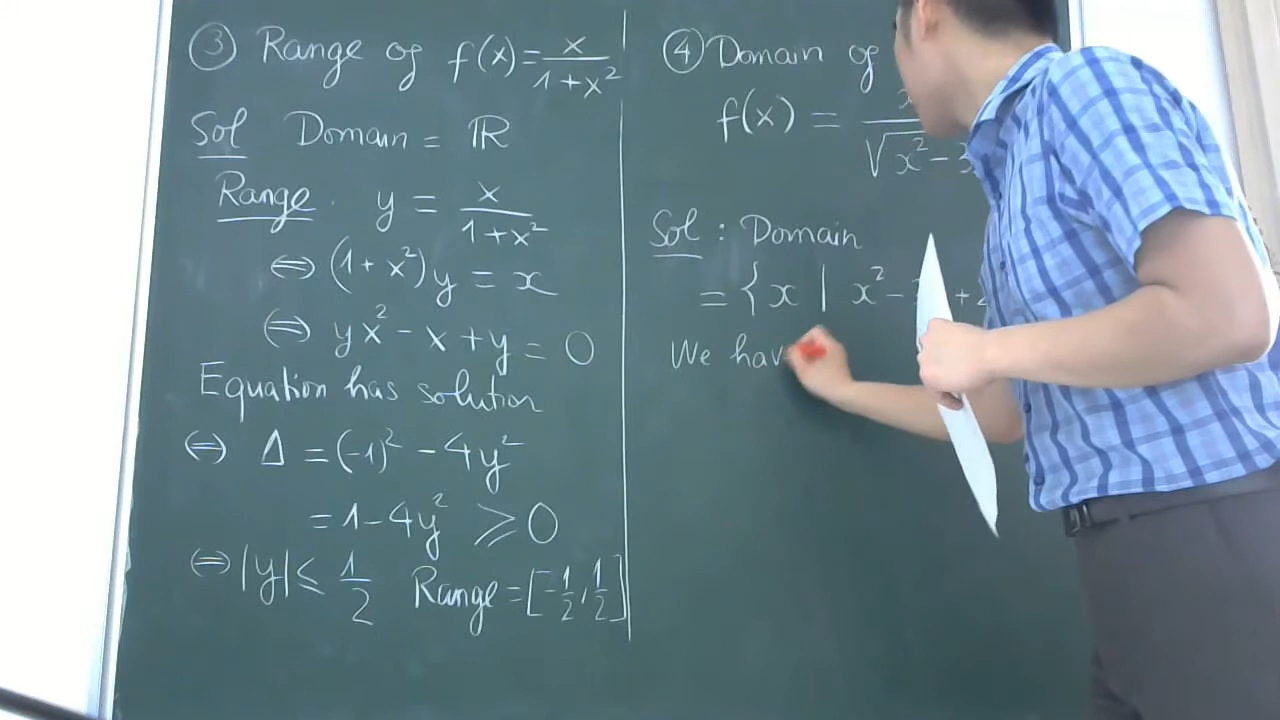 ③ Range of f(x) = x/(1+x²)
Sol Domain = ℝ
Range. y = x/(1+x²)
⇔ (1 + x²)y = x
⇔ yx² - x + y = 0
Equation has solution
⇔ Δ = (-1)² - 4y²
= 1 - 4y² ⩾ 0
⇔ |y| ≤ 1/2 Range = [-1/2, 1/2]
④ Domain of
f(x) = x/√x² - 3
Sol : Domain
= {x | x² - +
We hav